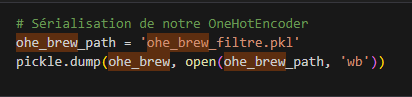 # Sérialisation de notre OneHotEncoder
ohe_brew_path = 'ohe_brew_filtre.pkl'
pickle.dump(ohe_brew, open(ohe_brew_path, 'wb'))